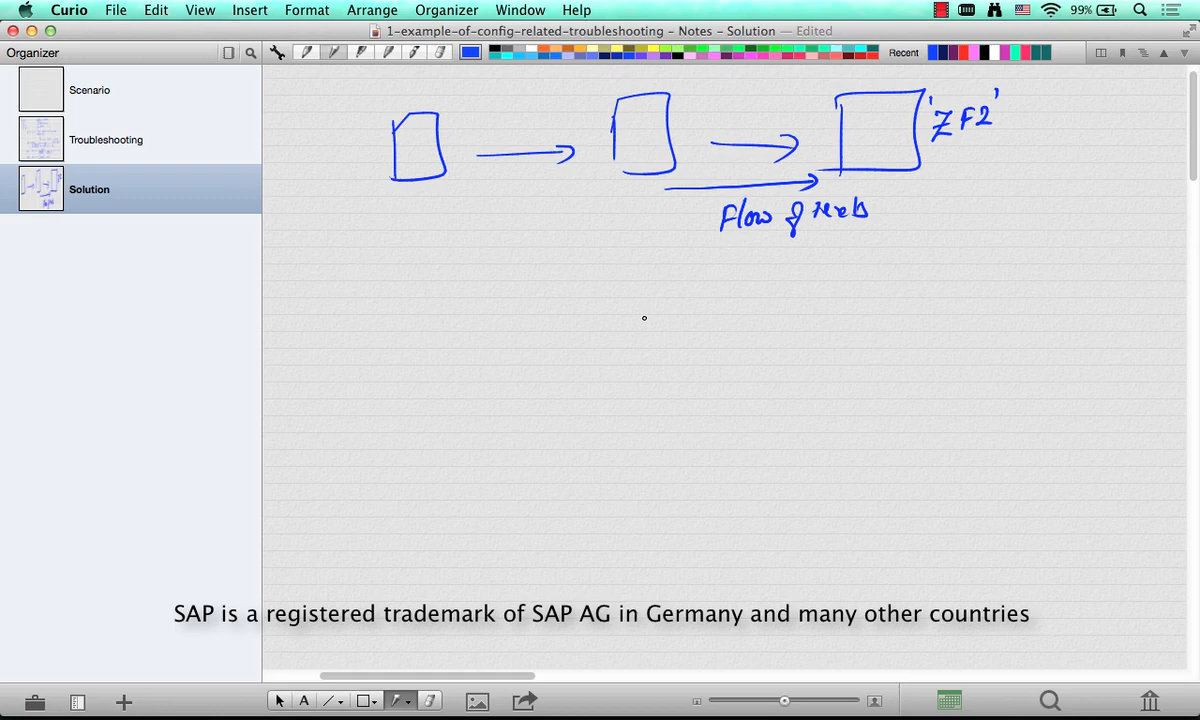 Curio File Edit View Insert Format Arrange Organizer Window Help 99%
1-example-of-config-related-troubleshooting – Notes – Solution — Edited
Organizer
Recent
Scenario
Troubleshooting
Solution
'ZF2'
Flow of
SAP is a registered trademark of SAP AG in Germany and many other countries
A